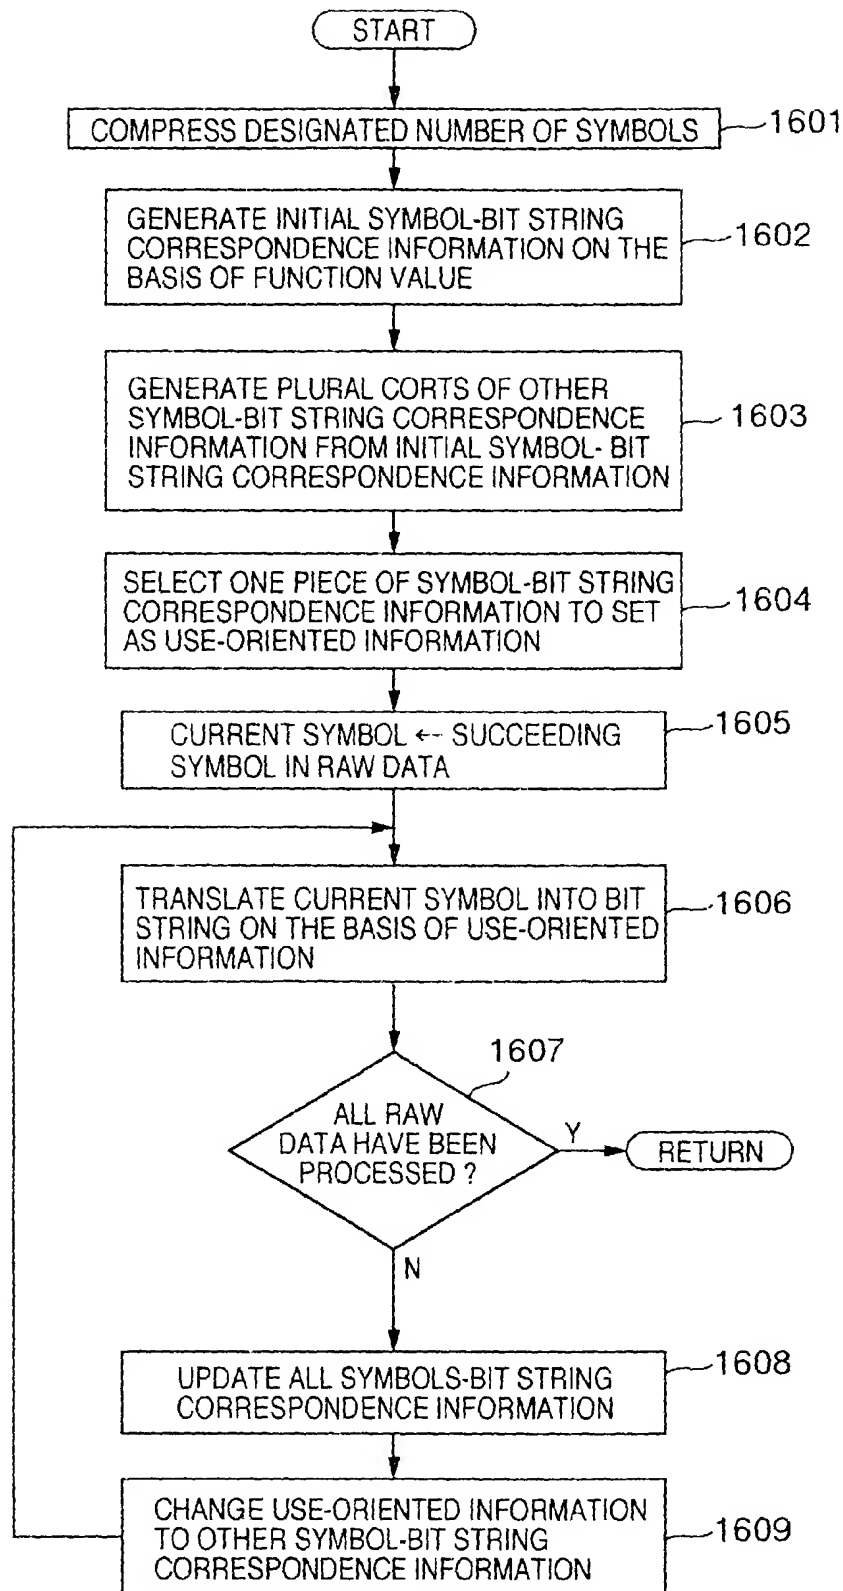 START
COMPRESS DESIGNATED NUMBER OF SYMBOLS
1601
GENERATE INITIAL SYMBOL-BIT STRING
CORRESPONDENCE INFORMATION ON THE
BASIS OF FUNCTION VALUE
1602
GENERATE PLURAL CORTS OF OTHER
SYMBOL-BIT STRING CORRESPONDENCE
INFORMATION FROM INITIAL SYMBOL- BIT
STRING CORRESPONDENCE INFORMATION
1603
SELECT ONE PIECE OF SYMBOL-BIT STRING
CORRESPONDENCE INFORMATION TO SET
AS USE-ORIENTED INFORMATION
1604
CURRENT SYMBOL ← SUCCEEDING
SYMBOL IN RAW DATA
1605
TRANSLATE CURRENT SYMBOL INTO BIT
STRING ON THE BASIS OF USE-ORIENTED
INFORMATION
1606
1607
ALL RAW
DATA HAVE BEEN
PROCESSED ?
Y
RETURN
N
UPDATE ALL SYMBOLS-BIT STRING
CORRESPONDENCE INFORMATION
1608
CHANGE USE-ORIENTED INFORMATION
TO OTHER SYMBOL-BIT STRING
CORRESPONDENCE INFORMATION
1609